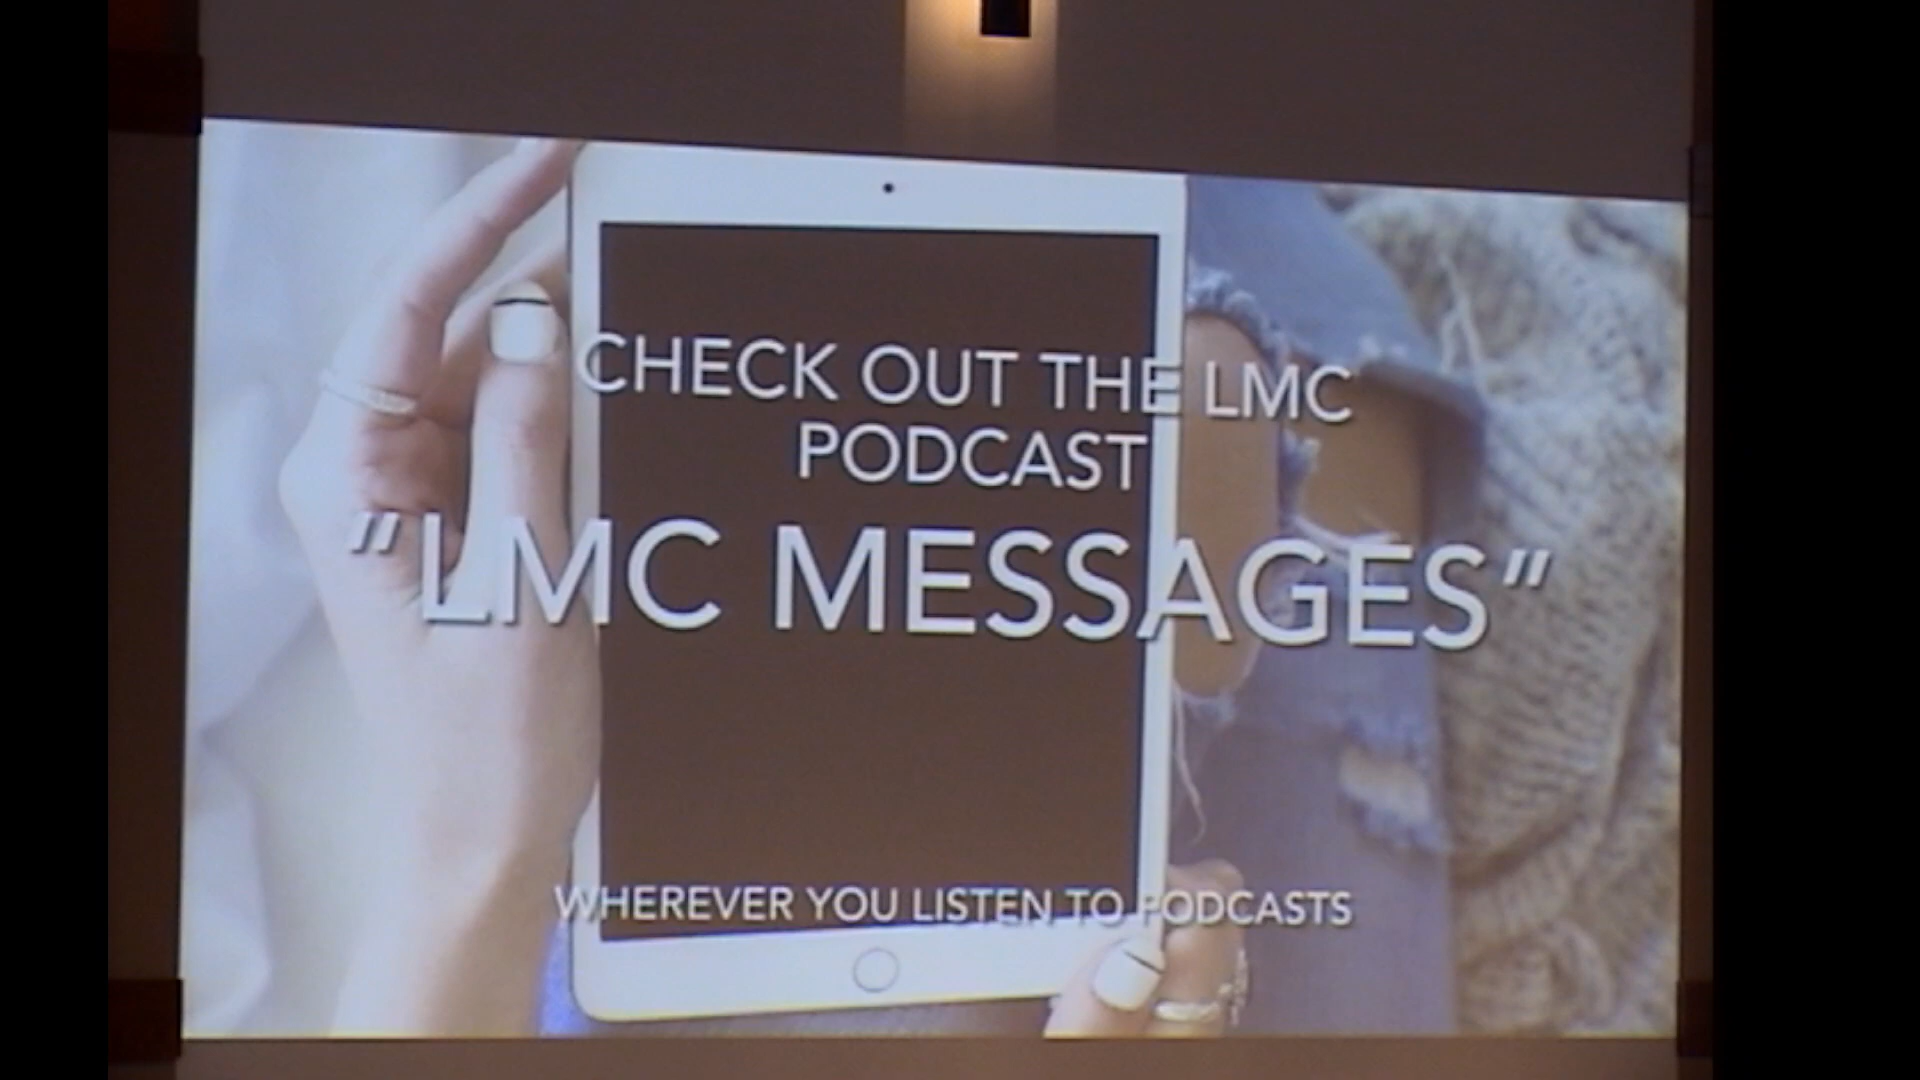 CHECK OUT THE LMC
PODCAST
"LMC MESSAGES"
WHEREVER YOU LISTEN TO PODCASTS